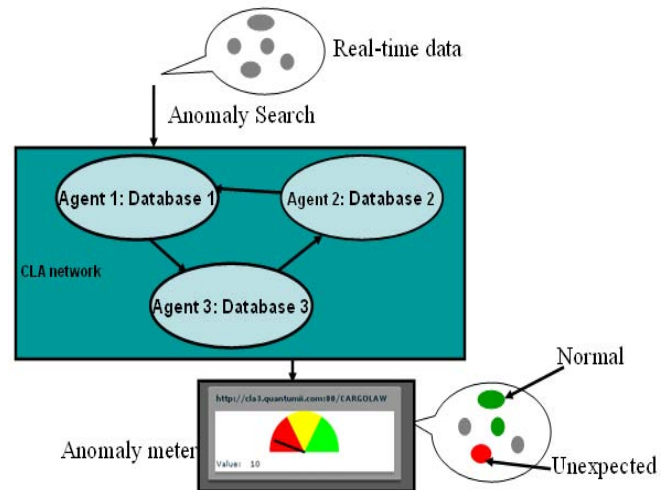 Real-time data
Anomaly Search
Agent 1: Database 1
Agent 2: Database 2
CLA network
Agent 3: Database 3
Normal
http://cla3.quantumii.com:80/CARGOLAW
Anomaly meter
Value: 10
Unexpected